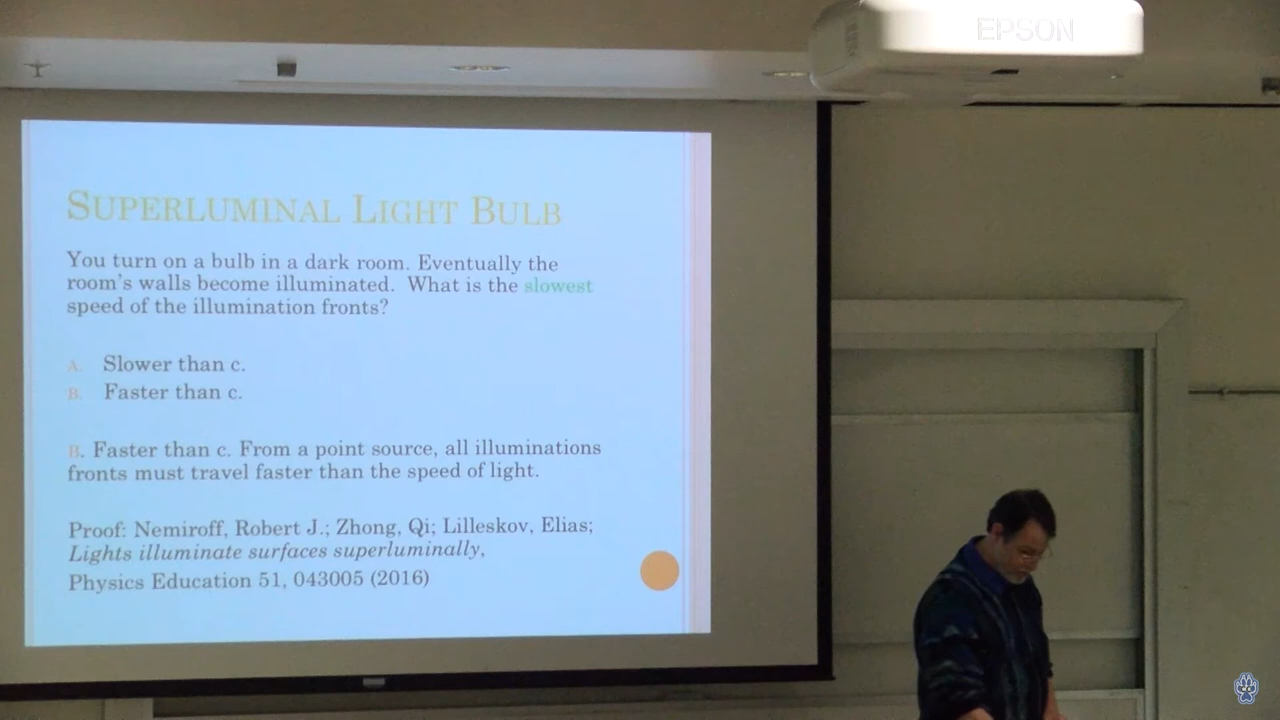 EPSON
SUPERLUMINAL LIGHT BULB
You turn on a bulb in a dark room. Eventually the
room's walls become illuminated. What is the slowest
speed of the illumination fronts?
A. Slower than c.
B. Faster than c.
B. Faster than c. From a point source, all illuminations
fronts must travel faster than the speed of light.
Proof: Nemiroff, Robert J.; Zhong, Qi; Lilleskov, Elias;
Lights illuminate surfaces superluminally,
Physics Education 51, 043005 (2016)